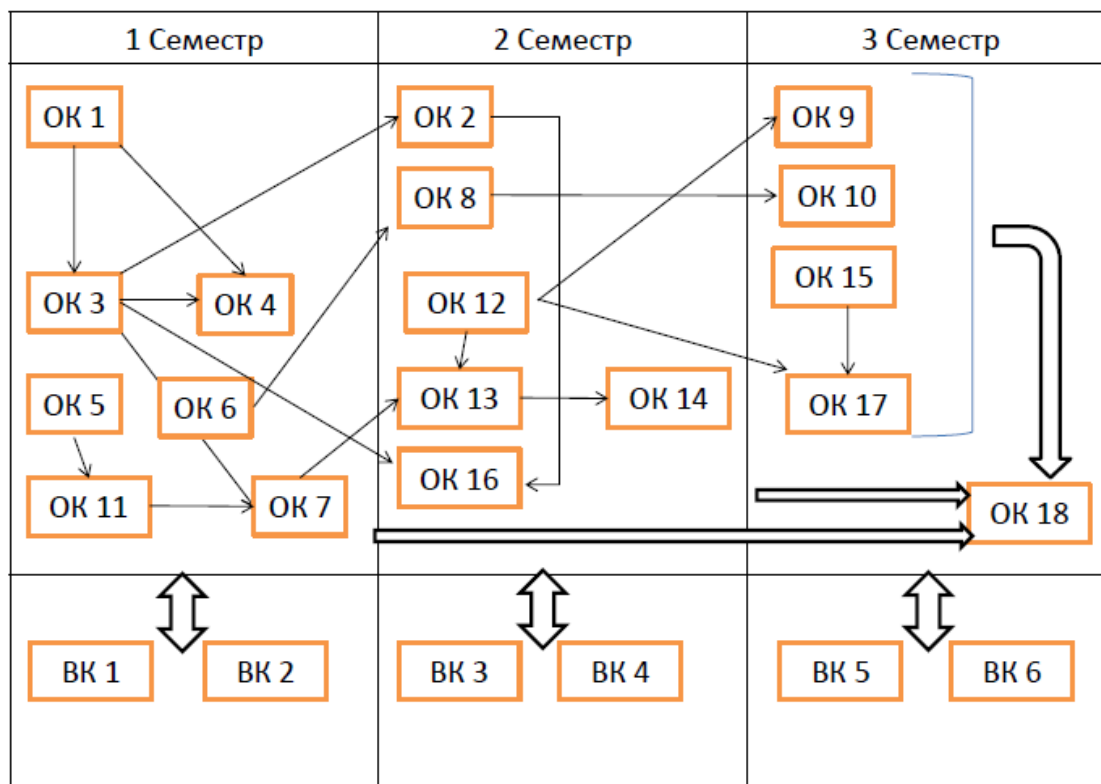 1 Семестр
2 Семестр
3 Семестр
ОК 1
ОК 2
ОК 9
ОК 8
ОК 10
ОК 3
ОК 4
ОК 12
ОК 15
ОК 5
ОК 6
ОК 13
ОК 14
ОК 17
ОК 11
ОК 7
ОК 16
ОК 18
ВК 1
ВК 2
ВК 3
ВК 4
ВК 5
ВК 6